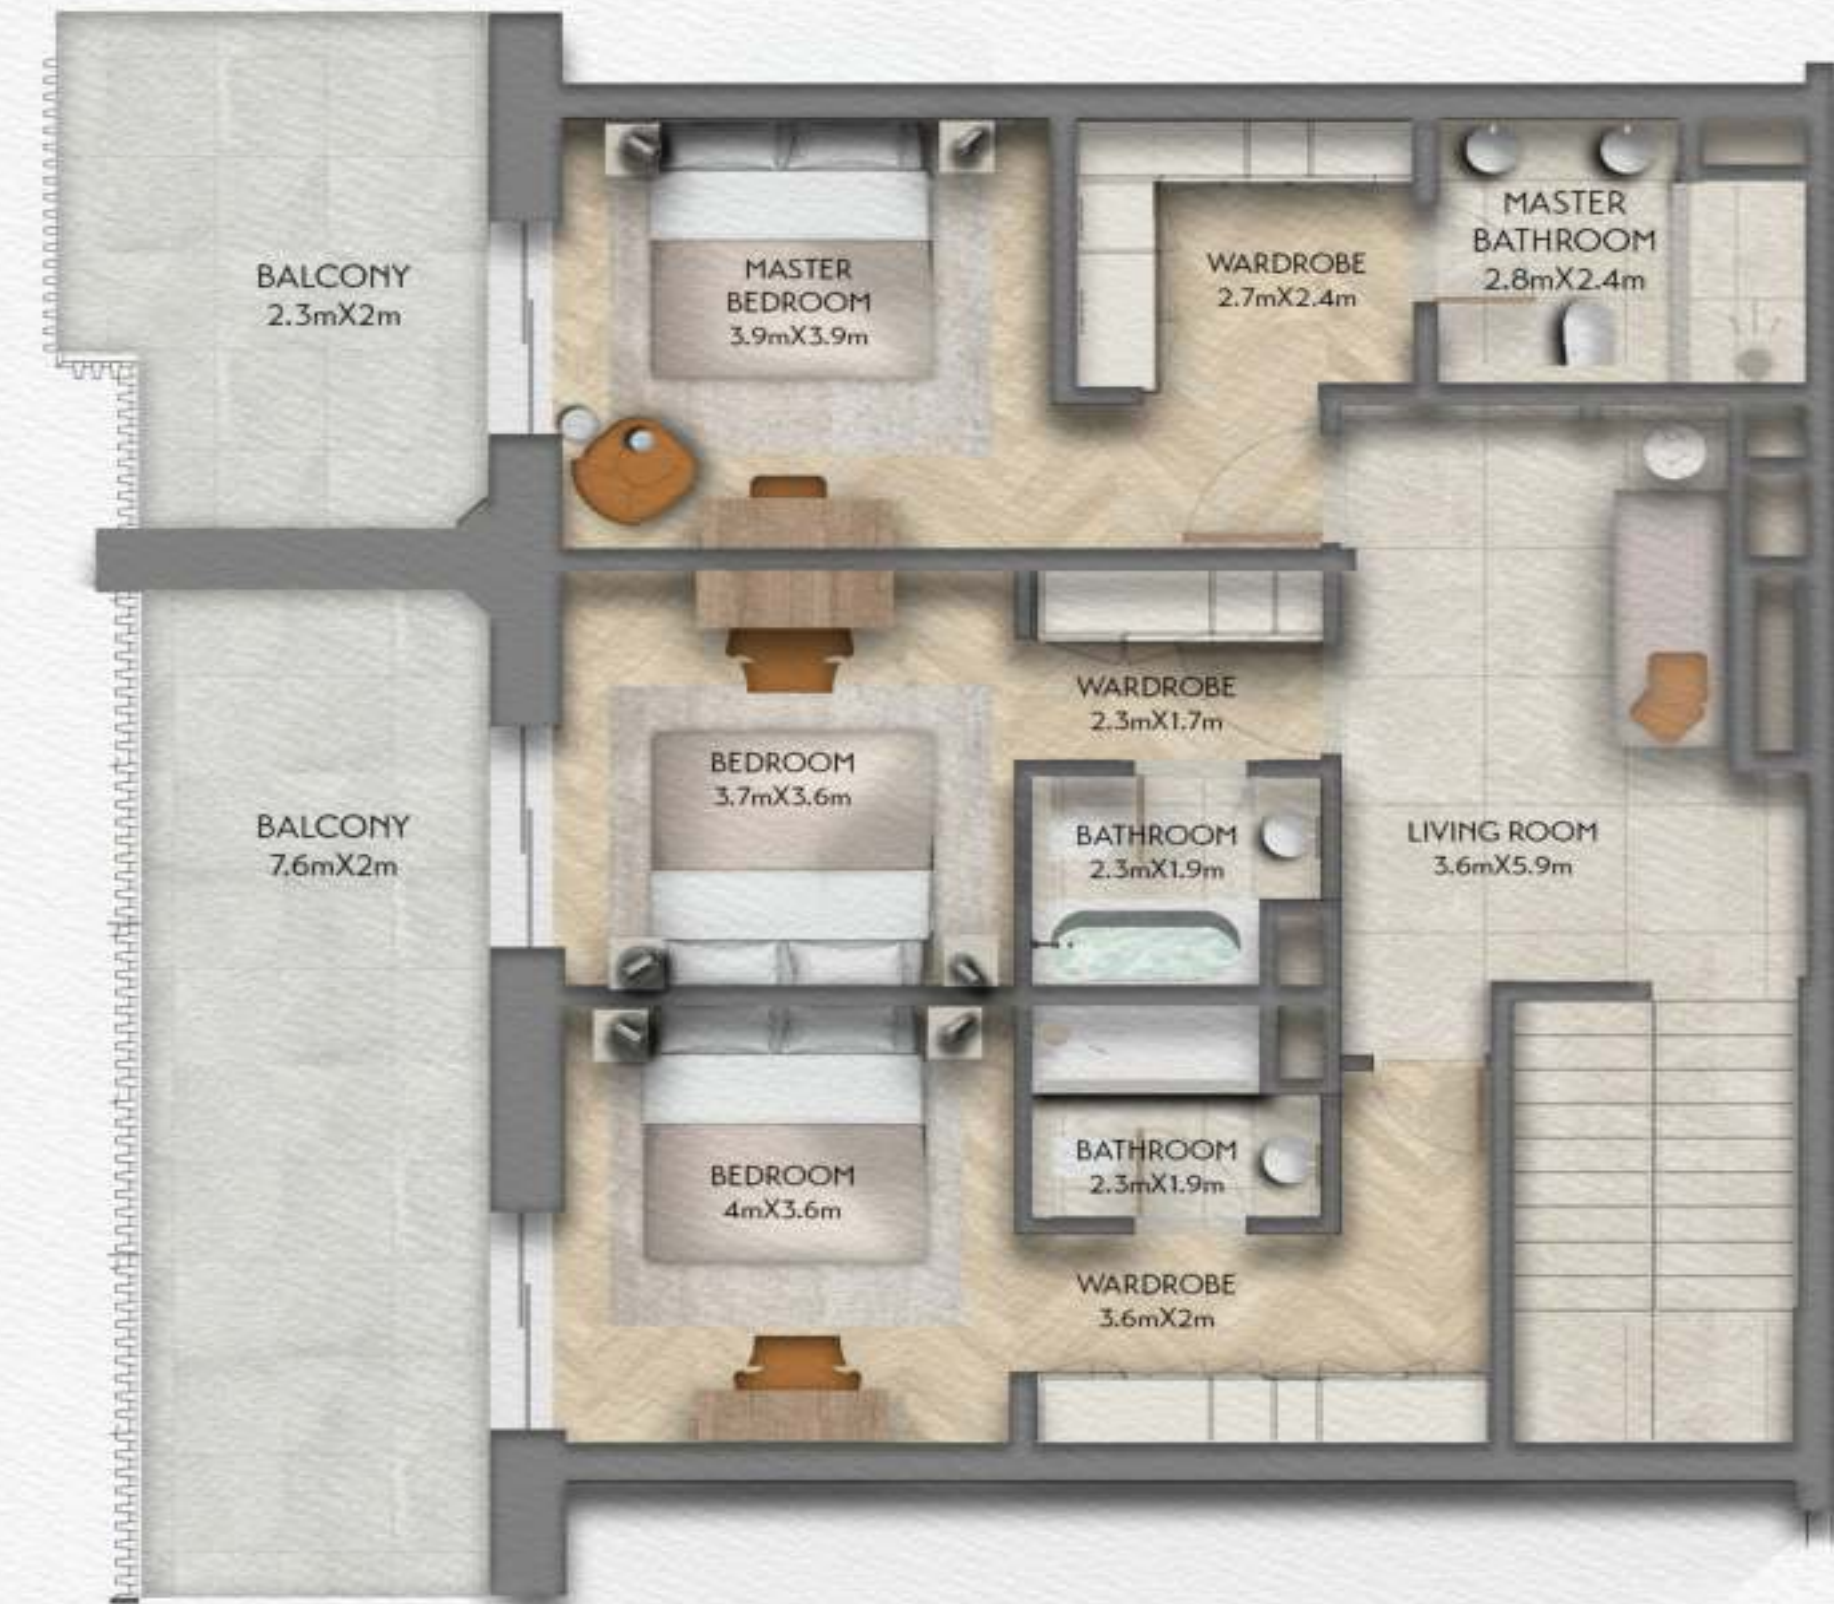 BALCONY
2.3mX2m
MASTER
BEDROOM
3.9mX3.9m
WARDROBE
2.7mX2.4m
MASTER
BATHROOM
2.8mX2.4m
WARDROBE
2.3mX1.7m
BEDROOM
3.7mX3.6m
BALCONY
7.6mX2m
BATHROOM
2.3mX1.9m
LIVING ROOM
3.6mX5.9m
BEDROOM
4mX3.6m
BATHROOM
2.3mX1.9m
WARDROBE
3.6mX2m